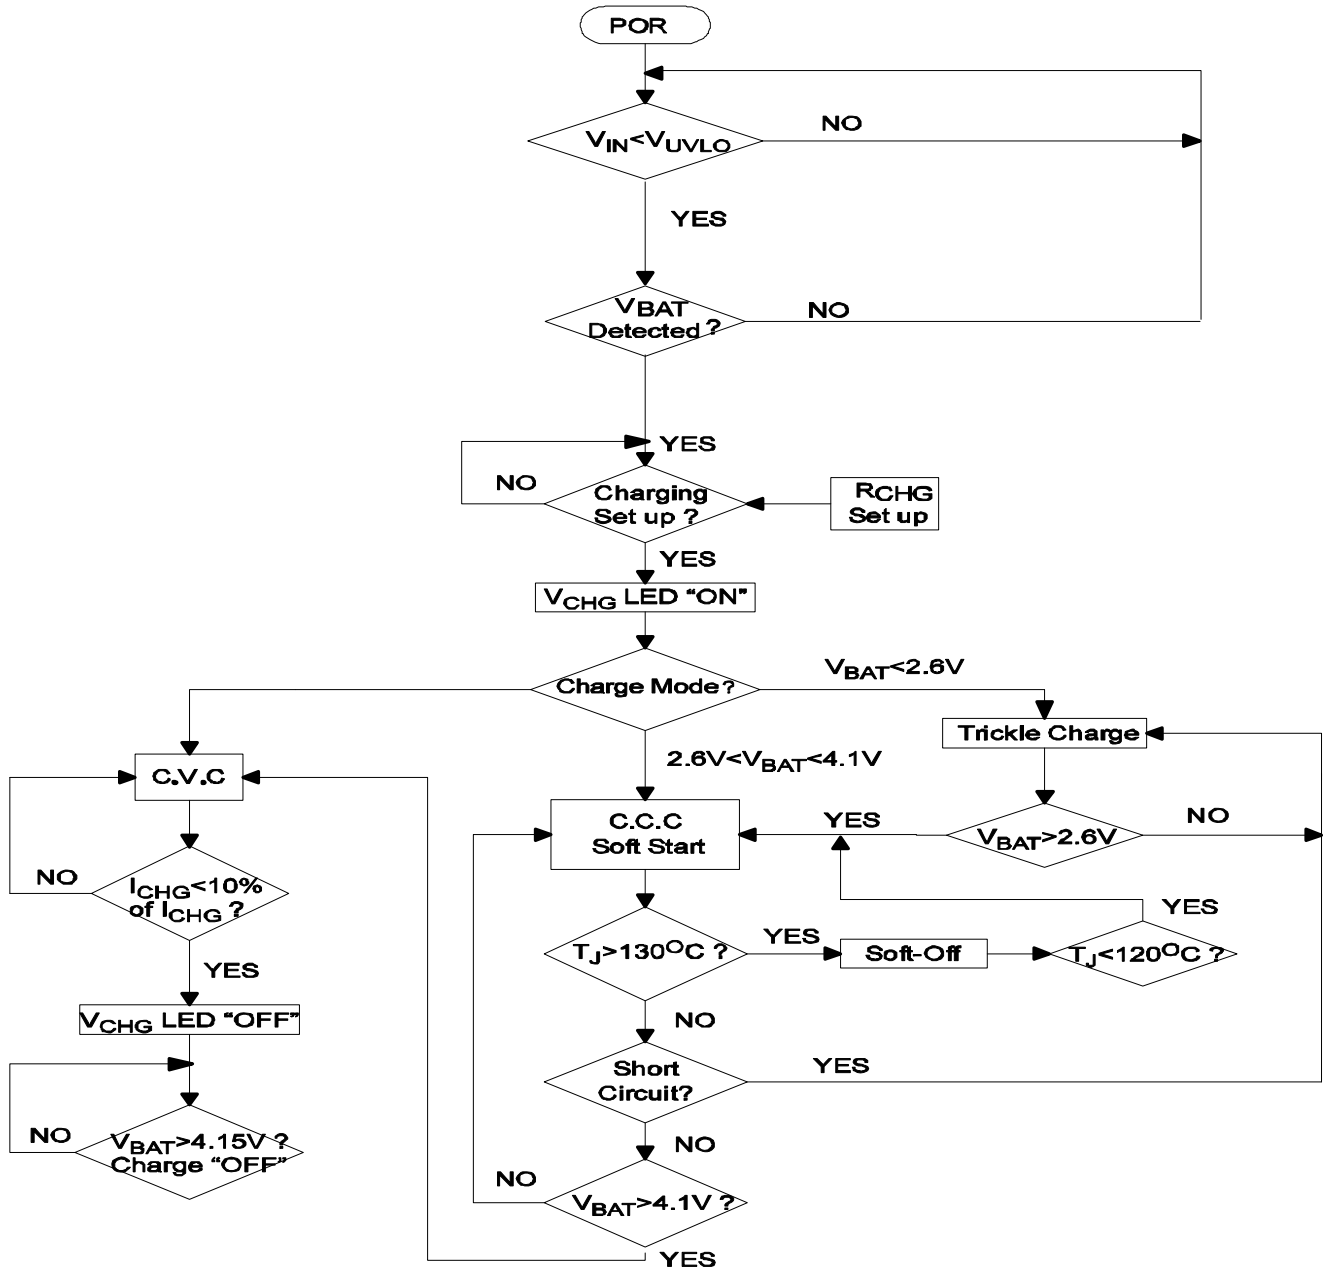 POR
VIN<VUVLO
NO
YES
VBAT
Detected ?
NO
YES
NO
Charging
Set up ?
RCHG
Set up
YES
VCHG LED “ON”
Charge Mode?
VBAT<2.6V
Trickle Charge
2.6V<VBAT<4.1V
C.V.C
C.C.C
Soft Start
YES
VBAT>2.6V
NO
NO
ICHG<10%
of ICHG ?
YES
TJ>130OC ?
YES
Soft-Off
TJ<120OC ?
YES
VCHG LED “OFF”
NO
Short
Circuit?
YES
NO
VBAT>4.15V ?
Charge “OFF”
NO
NO
VBAT>4.1V ?
YES